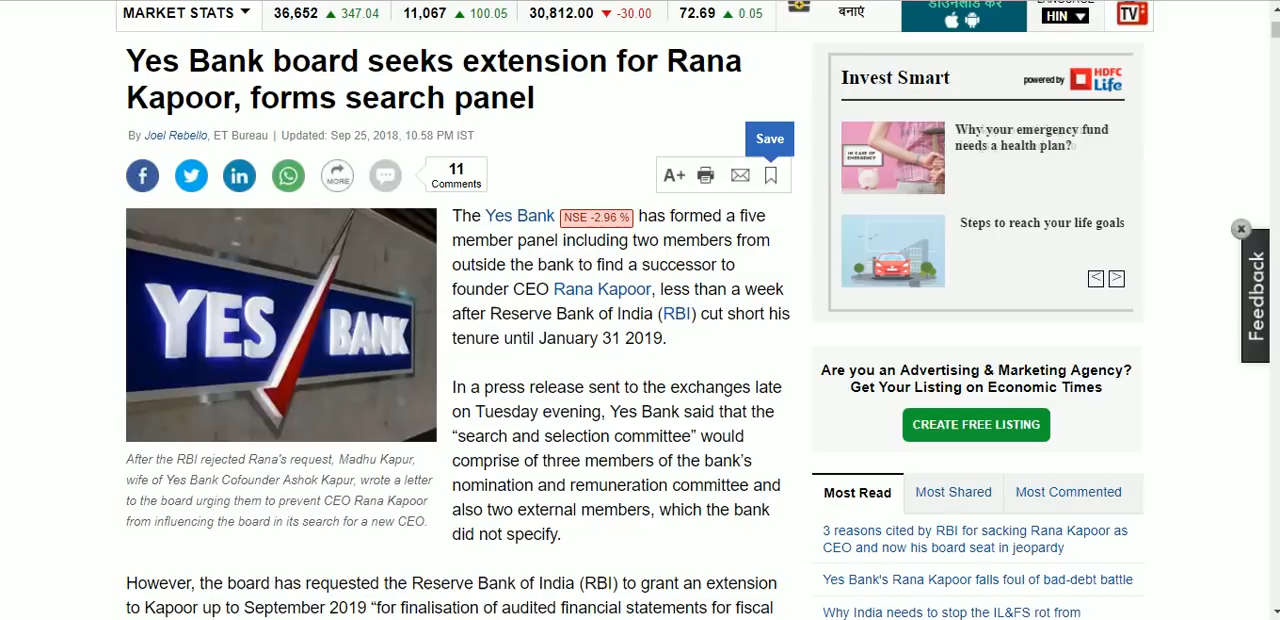 MARKET STATS ▼ 36,652 ▲ 347.04 11,067 ▲ 100.05 30,812.00 ▼ -30.00 72.69 ▲ 0.05 बनाएं डाउनलोड करें
HIN ▼
TV
Yes Bank board seeks extension for Rana
Kapoor, forms search panel
By Joel Rebello, ET Bureau | Updated: Sep 25, 2018, 10.58 PM IST
Save
MORE
11
Comments
A+
YES BANK
After the RBI rejected Rana's request, Madhu Kapur,
wife of Yes Bank Cofounder Ashok Kapur, wrote a letter
to the board urging them to prevent CEO Rana Kapoor
from influencing the board in its search for a new CEO.
The Yes Bank NSE -2.96 % has formed a five
member panel including two members from
outside the bank to find a successor to
founder CEO Rana Kapoor, less than a week
after Reserve Bank of India (RBI) cut short his
tenure until January 31 2019.
In a press release sent to the exchanges late
on Tuesday evening, Yes Bank said that the
“search and selection committee” would
comprise of three members of the bank’s
nomination and remuneration committee and
also two external members, which the bank
did not specify.
However, the board has requested the Reserve Bank of India (RBI) to grant an extension
to Kapoor up to September 2019 “for finalisation of audited financial statements for fiscal
Invest Smart
powered by HDFC Life
IN CASE OF EMERGENCY
Why your emergency fund
needs a health plan?
Steps to reach your life goals
< >
Are you an Advertising & Marketing Agency?
Get Your Listing on Economic Times
CREATE FREE LISTING
Most Read Most Shared Most Commented
3 reasons cited by RBI for sacking Rana Kapoor as
CEO and now his board seat in jeopardy
Yes Bank's Rana Kapoor falls foul of bad-debt battle
Why India needs to stop the IL&FS rot from
x
Feedback